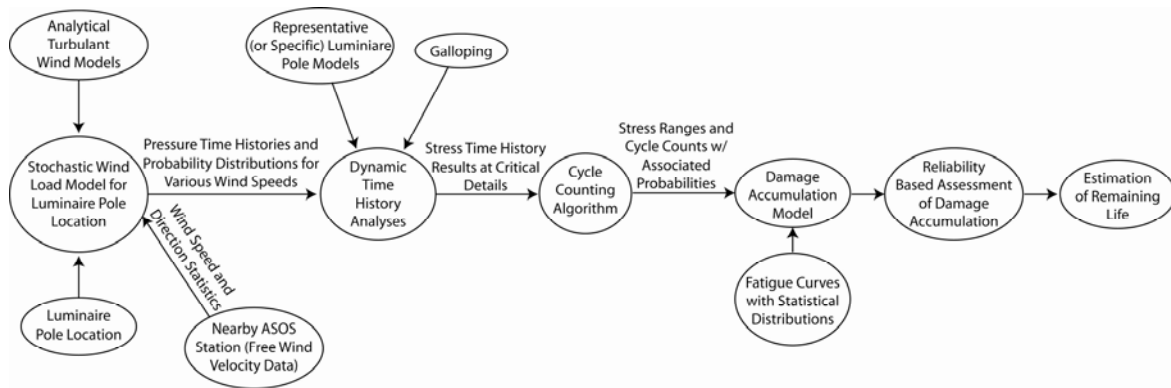 Analytical
Turbulant
Wind Models
Representative
(or Specific) Luminiare
Pole Models
Galloping
Stochastic Wind
Load Model for
Luminaire Pole
Location
Pressure Time Histories and
Probability Distributions for
Various Wind Speeds
Dynamic
Time
History
Analyses
Stress Time History
Results at Critical
Details
Cycle
Counting
Algorithm
Stress Ranges and
Cycle Counts w/
Associated
Probabilities
Damage
Accumulation
Model
Reliability
Based Assessment
of Damage
Accumulation
Estimation
of Remaining
Life
Wind Speed and
Direction Statistics
Luminaire
Pole Location
Nearby ASOS
Station (Free Wind
Velocity Data)
Fatigue Curves
with Statistical
Distributions